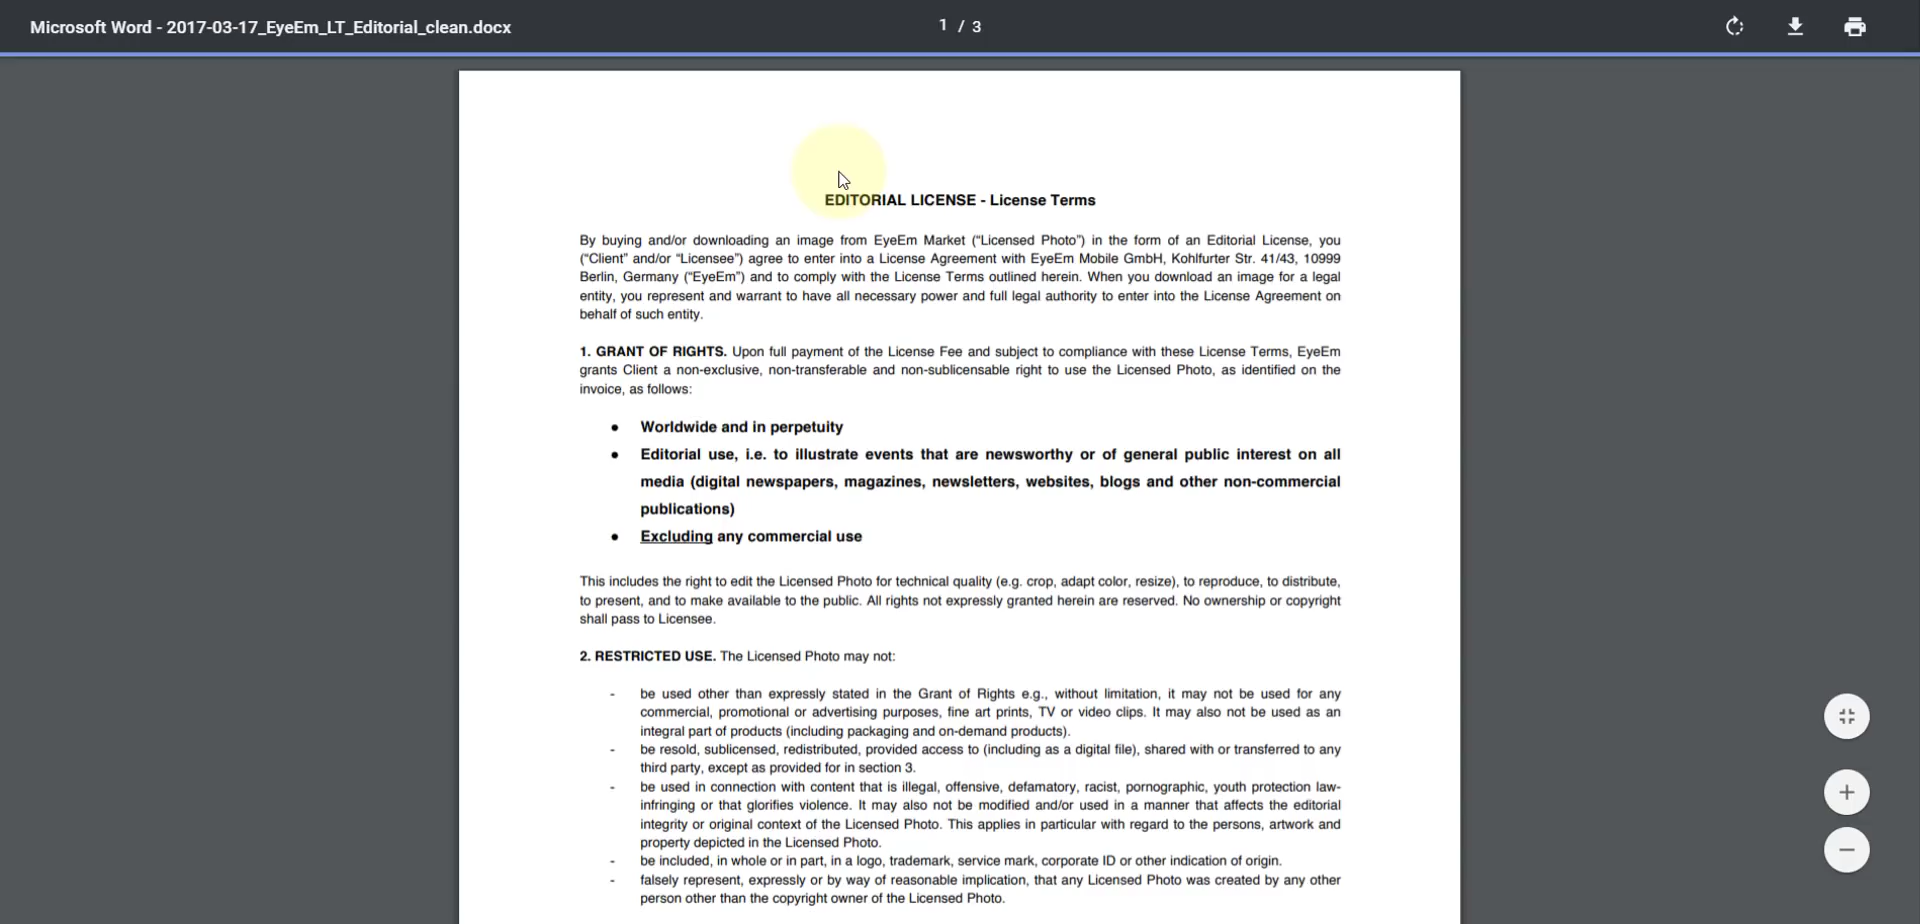 Microsoft Word - 2017-03-17_EyeEm_LT_Editorial_clean.docx
1 / 3
EDITORIAL LICENSE - License Terms
By buying and/or downloading an image from EyeEm Market (“Licensed Photo”) in the form of an Editorial License, you
(“Client” and/or “Licensee”) agree to enter into a License Agreement with EyeEm Mobile GmbH, Kohlfurter Str. 41/43, 10999
Berlin, Germany (“EyeEm”) and to comply with the License Terms outlined herein. When you download an image for a legal
entity, you represent and warrant to have all necessary power and full legal authority to enter into the License Agreement on
behalf of such entity.
1. GRANT OF RIGHTS. Upon full payment of the License Fee and subject to compliance with these License Terms, EyeEm
grants Client a non-exclusive, non-transferable and non-sublicensable right to use the Licensed Photo, as identified on the
invoice, as follows:
● Worldwide and in perpetuity
● Editorial use, i.e. to illustrate events that are newsworthy or of general public interest on all
media (digital newspapers, magazines, newsletters, websites, blogs and other non-commercial
publications)
● Excluding any commercial use
This includes the right to edit the Licensed Photo for technical quality (e.g. crop, adapt color, resize), to reproduce, to distribute,
to present, and to make available to the public. All rights not expressly granted herein are reserved. No ownership or copyright
shall pass to Licensee.
2. RESTRICTED USE. The Licensed Photo may not:
- be used other than expressly stated in the Grant of Rights e.g., without limitation, it may not be used for any
commercial, promotional or advertising purposes, fine art prints, TV or video clips. It may also not be used as an
integral part of products (including packaging and on-demand products).
- be resold, sublicensed, redistributed, provided access to (including as a digital file), shared with or transferred to any
third party, except as provided for in section 3.
- be used in connection with content that is illegal, offensive, defamatory, racist, pornographic, youth protection law-
infringing or that glorifies violence. It may also not be modified and/or used in a manner that affects the editorial
integrity or original context of the Licensed Photo. This applies in particular with regard to the persons, artwork and
property depicted in the Licensed Photo.
- be included, in whole or in part, in a logo, trademark, service mark, corporate ID or other indication of origin.
- falsely represent, expressly or by way of reasonable implication, that any Licensed Photo was created by any other
person other than the copyright owner of the Licensed Photo.